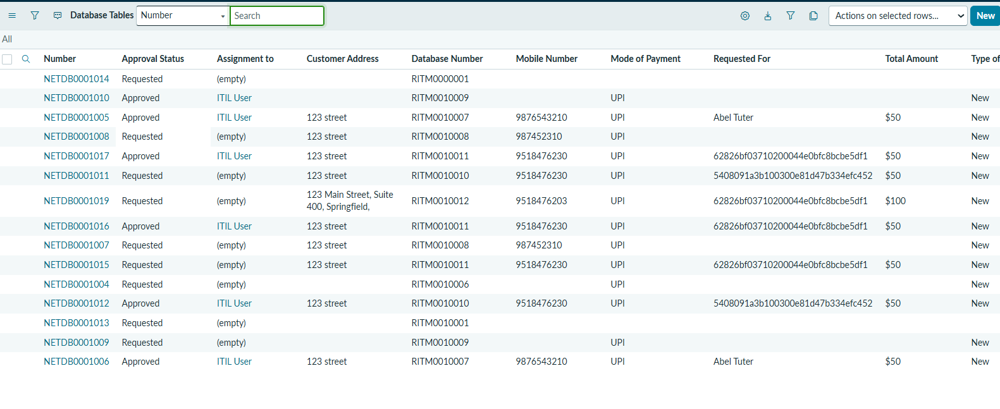 Database Tables Number Search Actions on selected rows... New
All
Number Approval Status Assignment to Customer Address Database Number Mobile Number Mode of Payment Requested For Total Amount Type of
NETDB0001014 Requested (empty) RITM0000001
NETDB0001010 Approved ITIL User RITM0010009 UPI New
NETDB0001005 Approved ITIL User 123 street RITM0010007 9876543210 UPI Abel Tuter $50 New
NETDB0001008 Requested (empty) 123 street RITM0010008 987452310 UPI New
NETDB0001017 Approved ITIL User 123 street RITM0010011 9518476230 UPI 62826bf03710200044e0bfc8bcbe5df1 $50 New
NETDB0001011 Requested (empty) 123 street RITM0010010 9518476230 UPI 5408091a3b100300e81d47b334efc452 $50 New
NETDB0001019 Requested (empty) 123 Main Street, Suite
400, Springfield, RITM0010012 9518476203 UPI 62826bf03710200044e0bfc8bcbe5df1 $100 New
NETDB0001016 Approved ITIL User 123 street RITM0010011 9518476230 UPI 62826bf03710200044e0bfc8bcbe5df1 $50 New
NETDB0001007 Requested (empty) 123 street RITM0010008 987452310 UPI New
NETDB0001015 Requested (empty) 123 street RITM0010011 9518476230 UPI 62826bf03710200044e0bfc8bcbe5df1 $50 New
NETDB0001004 Requested (empty) RITM0010006 UPI New
NETDB0001012 Approved ITIL User 123 street RITM0010010 9518476230 UPI 5408091a3b100300e81d47b334efc452 $50 New
NETDB0001013 Requested (empty) RITM0010001
NETDB0001009 Requested (empty) RITM0010009 UPI New
NETDB0001006 Approved ITIL User 123 street RITM0010007 9876543210 UPI Abel Tuter $50 New